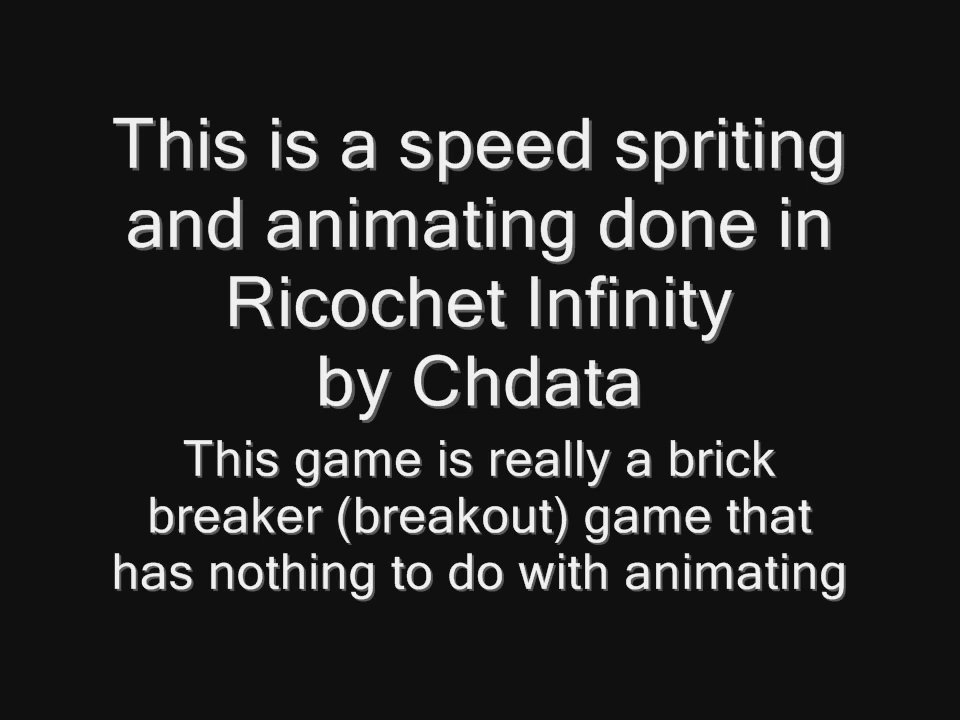 This is a speed spriting
and animating done in
Ricochet Infinity
by Chdata
This game is really a brick
breaker (breakout) game that
has nothing to do with animating